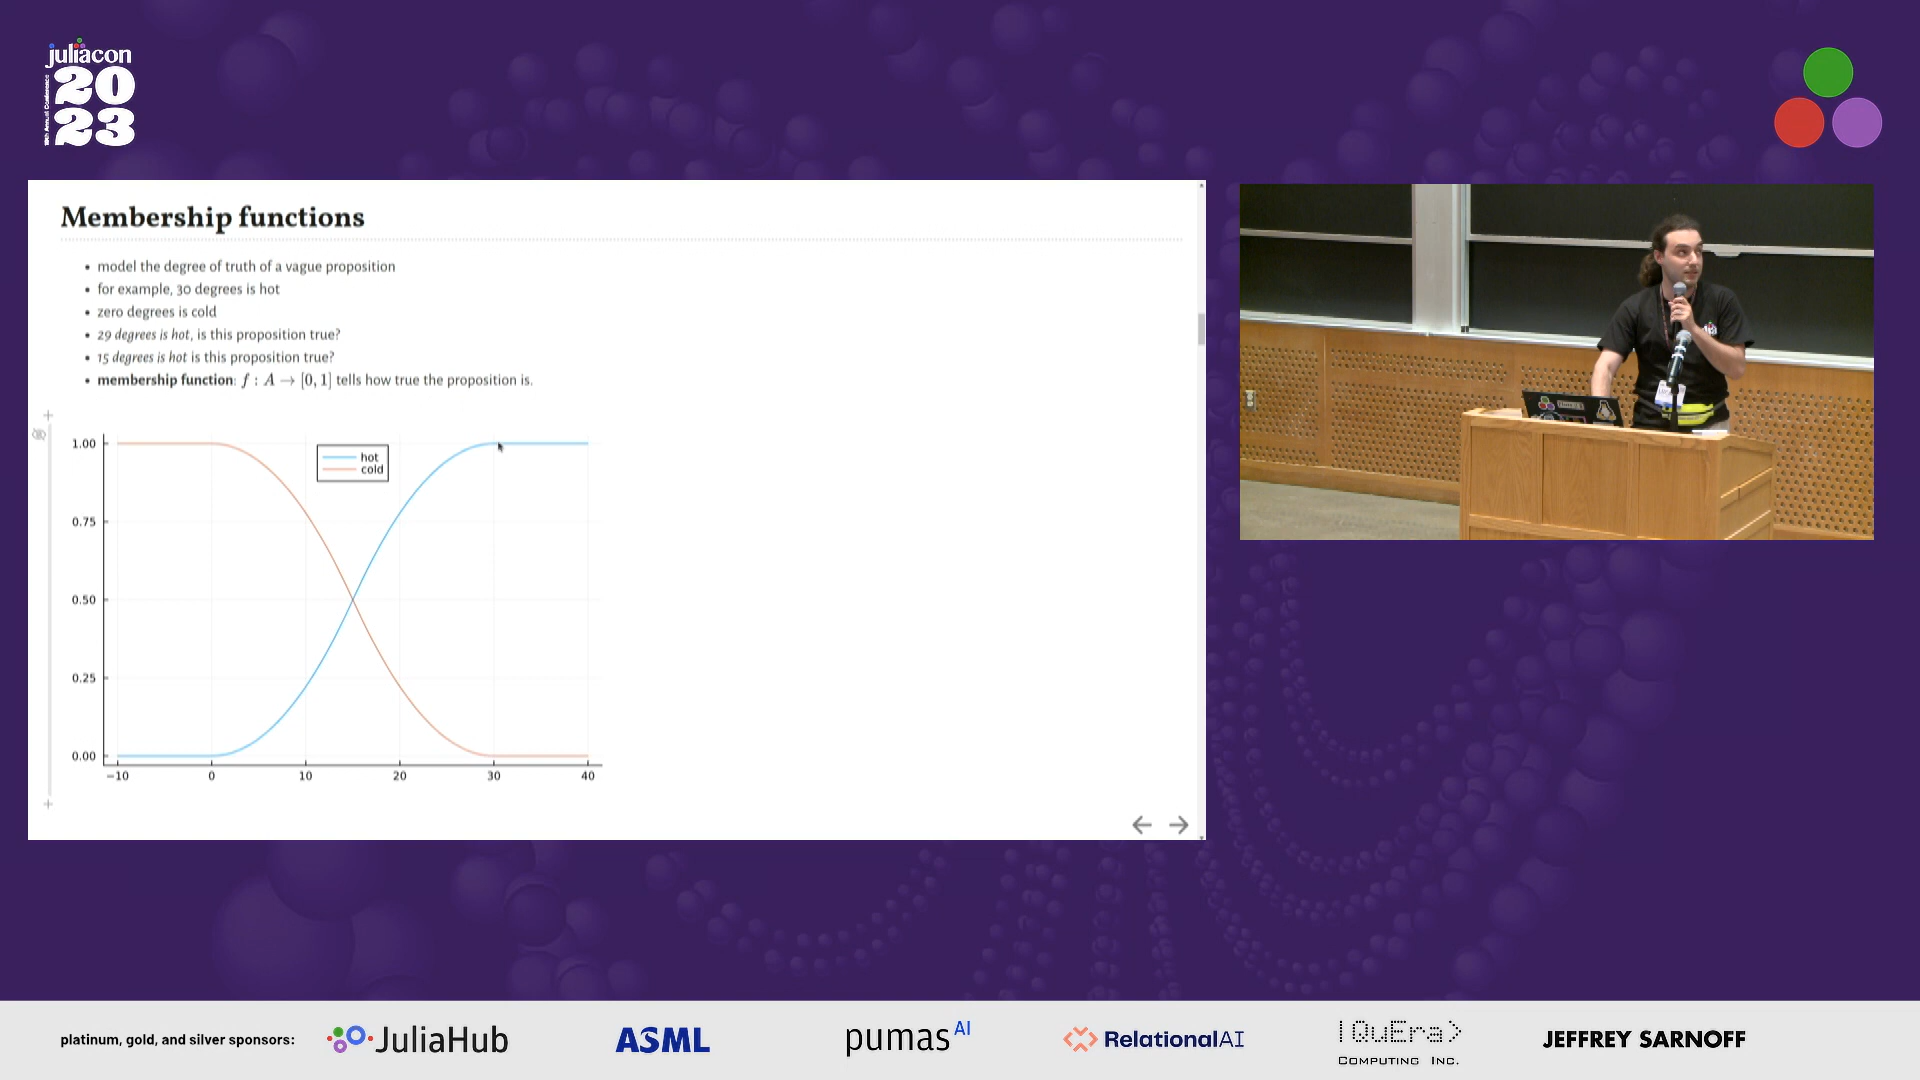 juliacon
20
23
Membership functions
model the degree of truth of a vague proposition
for example, 30 degrees is hot
zero degrees is cold
29 degrees is hot, is this proposition true?
15 degrees is hot is this proposition true?
membership function: f : A → [0, 1] tells how true the proposition is.
hot
cold
1.00
0.75
0.50
0.25
0.00
−10 0 10 20 30 40
platinum, gold, and silver sponsors:
JuliaHub
ASML
pumas AI
RelationalAI
|QuEra>
COMPUTING INC.
JEFFREY SARNOFF